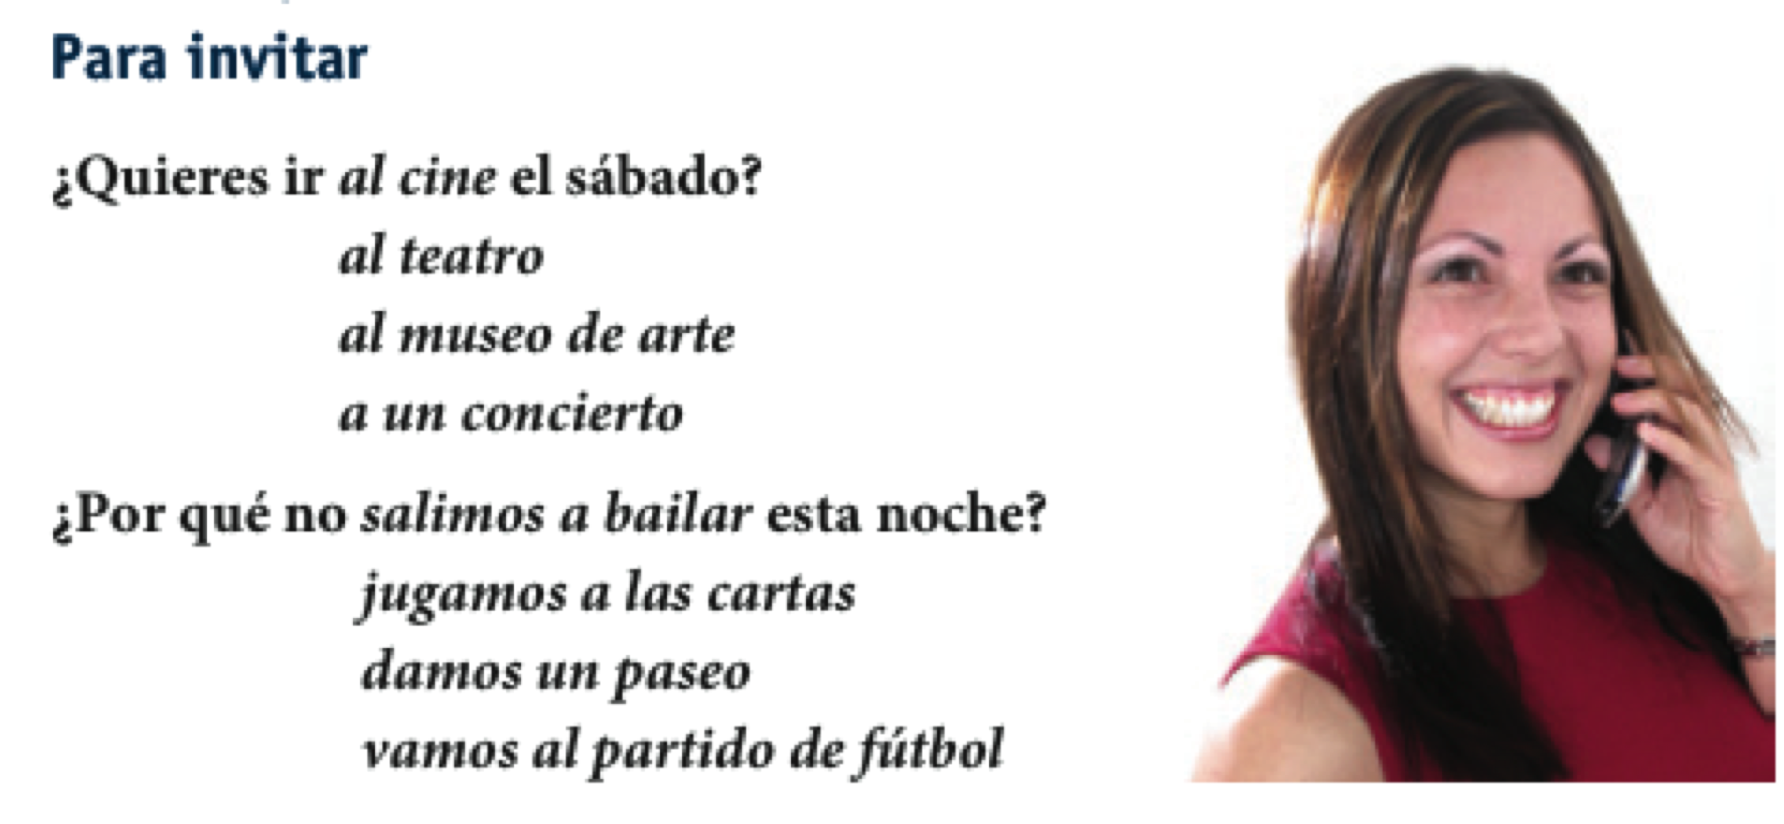 Para invitar
¿Quieres ir al cine el sábado?
al teatro
al museo de arte
a un concierto
¿Por qué no salimos a bailar esta noche?
jugamos a las cartas
damos un paseo
vamos al partido de fútbol